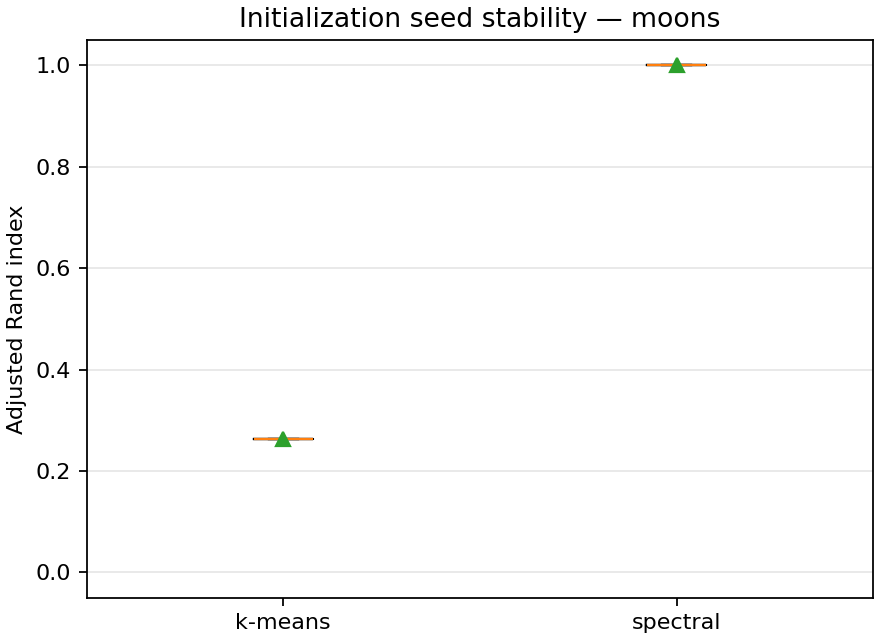 Initialization seed stability — moons
Adjusted Rand index
1.0
0.8
0.6
0.4
0.2
0.0
k-means
spectral